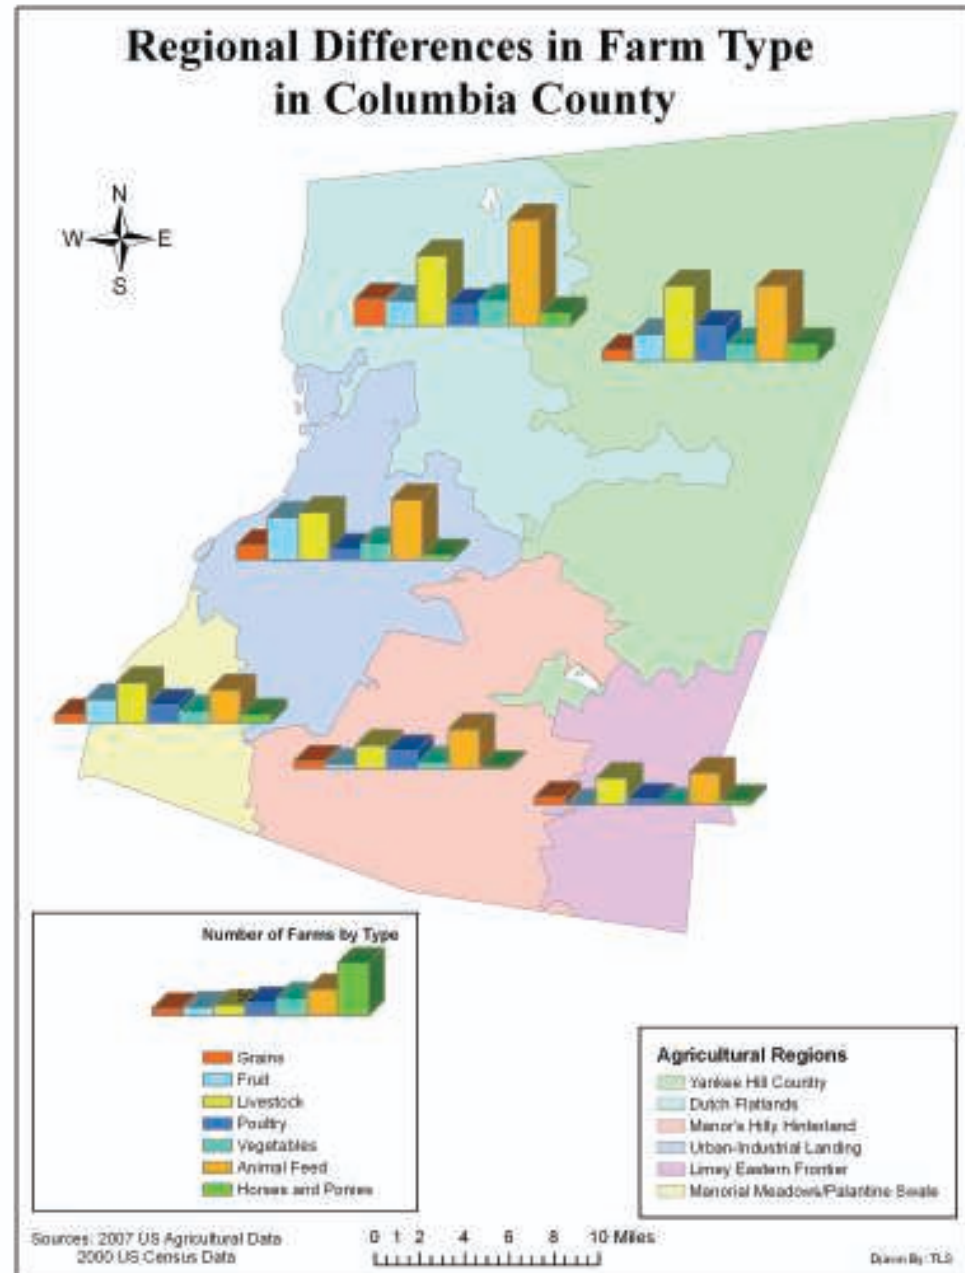 Regional Differences in Farm Type
in Columbia County
N
W E
S
Number of Farms by Type
50
Grains
Fruit
Livestock
Poultry
Vegetables
Animal Feed
Horses and Ponies
Agricultural Regions
Yankee Hill Country
Dutch Flatlands
Manor's Hilly Hinterland
Urban-Industrial Landing
Limey Eastern Frontier
Manorial Meadows/Palantine Swale
Sources: 2007 US Agricultural Data
2000 US Census Data
0 1 2 4 6 8 10 Miles
Drawn By: TLS